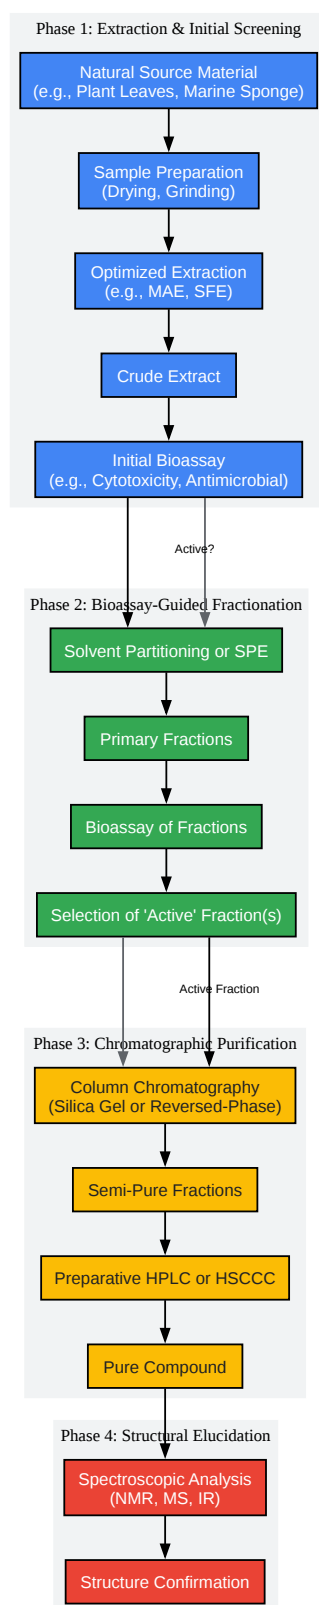 Phase 1: Extraction & Initial Screening
Natural Source Material
(e.g., Plant Leaves, Marine Sponge)
Sample Preparation
(Drying, Grinding)
Optimized Extraction
(e.g., MAE, SFE)
Crude Extract
Initial Bioassay
(e.g., Cytotoxicity, Antimicrobial)
Active?
Phase 2: Bioassay-Guided Fractionation
Solvent Partitioning or SPE
Primary Fractions
Bioassay of Fractions
Selection of 'Active' Fraction(s)
Active Fraction
Phase 3: Chromatographic Purification
Column Chromatography
(Silica Gel or Reversed-Phase)
Semi-Pure Fractions
Preparative HPLC or HSCCC
Pure Compound
Phase 4: Structural Elucidation
Spectroscopic Analysis
(NMR, MS, IR)
Structure Confirmation